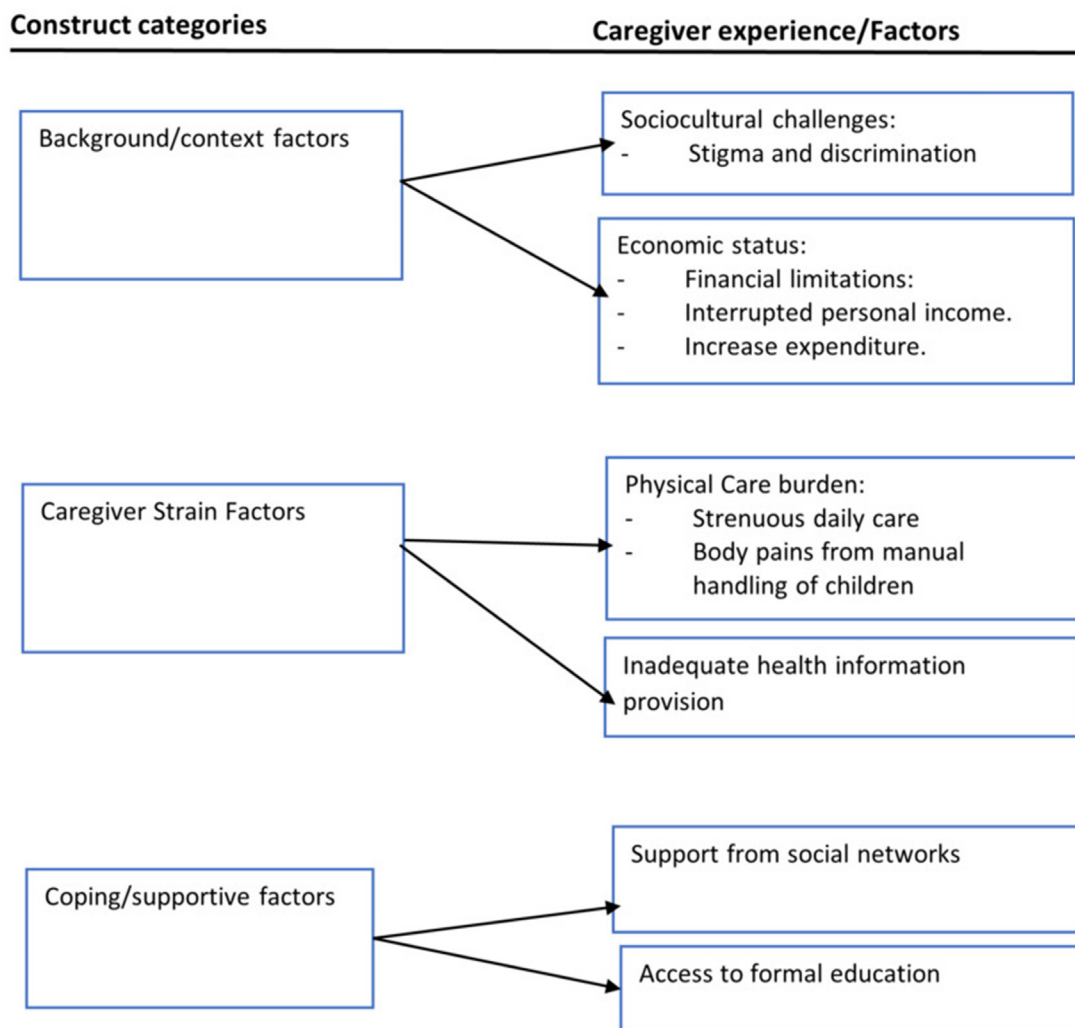 Construct categories
Caregiver experience/Factors
Background/context factors
Sociocultural challenges:
- Stigma and discrimination
Economic status:
- Financial limitations:
- Interrupted personal income.
- Increase expenditure.
Caregiver Strain Factors
Physical Care burden:
- Strenuous daily care
- Body pains from manual
handling of children
Inadequate health information
provision
Coping/supportive factors
Support from social networks
Access to formal education